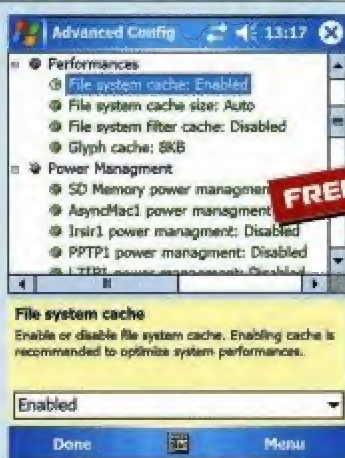 Advanced Config 13:17
Performances
File system cache: Enabled
File system cache size: Auto
File system filter cache: Disabled
Glyph cache: 8KB
Power Managment
SD Memory power managmen
FREE
AsyncMac1 power managment
Irsir1 power managment: Disabled
PPTP1 power managment: Disabled
File system cache
Enable or disable file system cache. Enabling cache is
recommended to optimize system performances.
Enabled
Done Menu